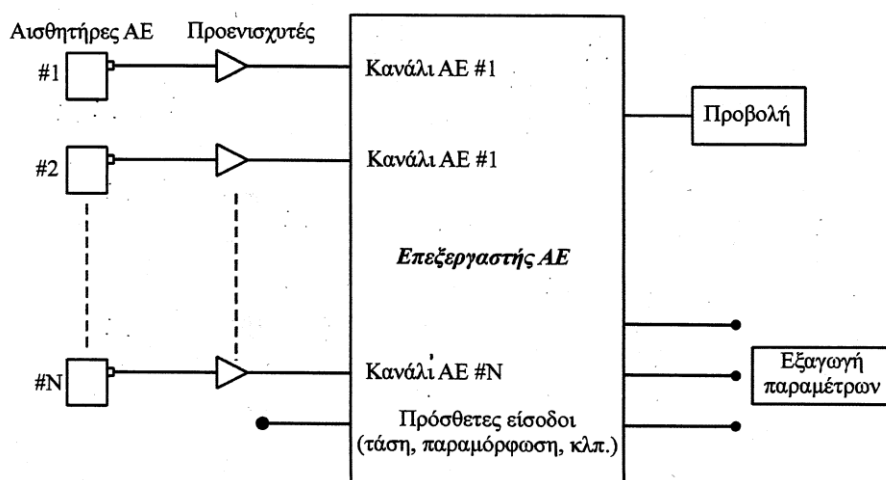 Αισθητήρες ΑΕ
Προενισχυτές
#1
Κανάλι ΑΕ #1
Προβολή
#2
Κανάλι ΑΕ #1
Επεξεργαστής ΑΕ
#N
Κανάλι ΑΕ #N
Εξαγωγή
παραμέτρων
Πρόσθετες είσοδοι
(τάση, παραμόρφωση, κλπ.)